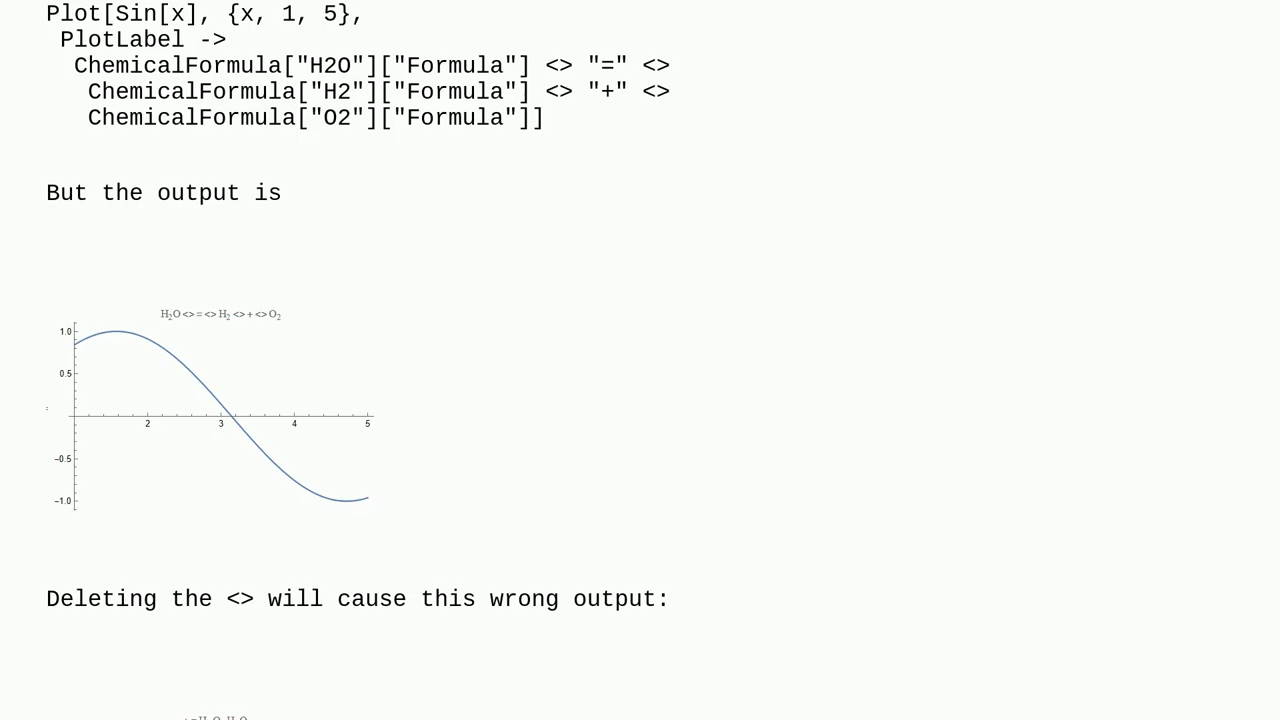 Plot[Sin[x], {x, 1, 5},
PlotLabel ->
ChemicalFormula["H2O"]["Formula"] <> "=" <>
ChemicalFormula["H2"]["Formula"] <> "+" <>
ChemicalFormula["O2"]["Formula"]]
But the output is
H₂O<>=<>H₂<>+<>O₂
1.0
0.5
2 3 4 5
−0.5
−1.0
Deleting the <> will cause this wrong output: